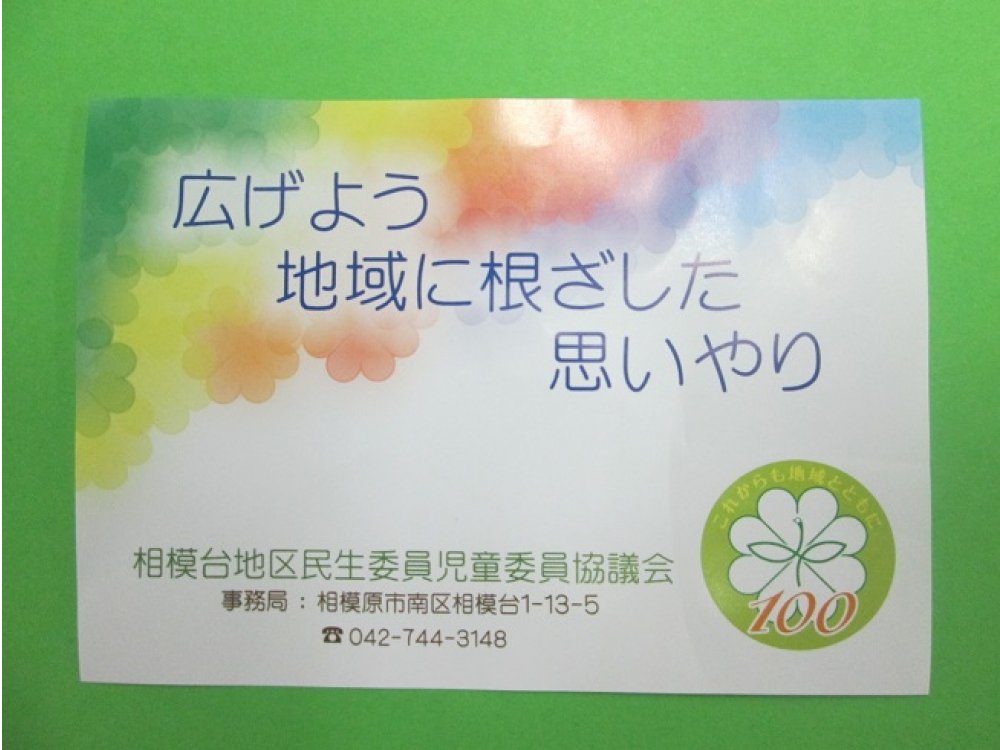 広げよう
地域に根ざした
思いやり
これからも地域とともに
100
相模台地区民生委員児童委員協議会
事務局：相模原市南区相模台1-13-5
☎042-744-3148